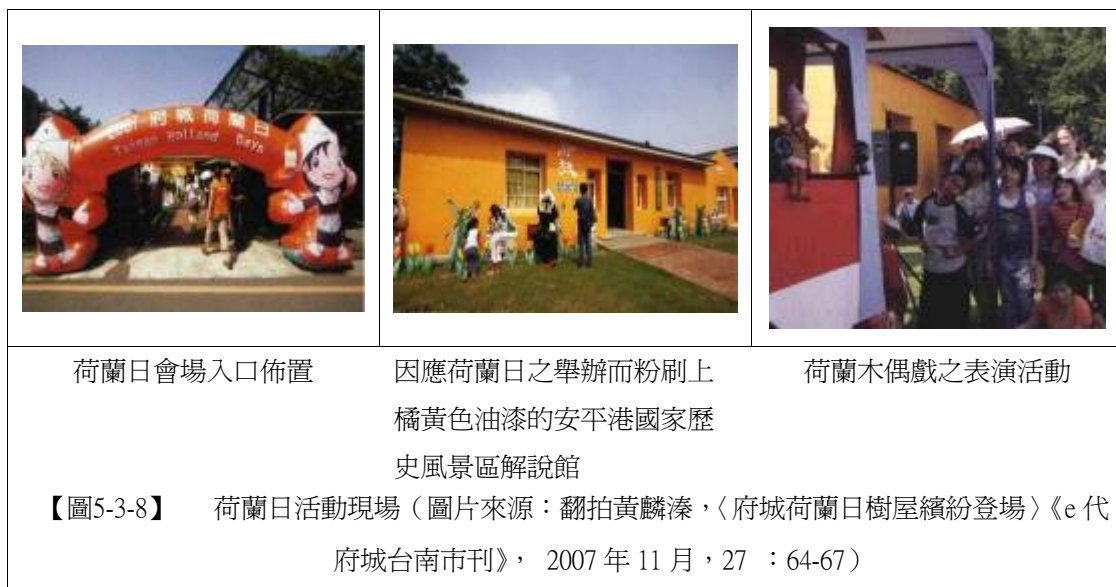 2007 府城荷蘭日
Tainan Holland Days
荷蘭日會場入口佈置
因應荷蘭日之舉辦而粉刷上
橘黃色油漆的安平港國家歷
史風景區解說館
荷蘭木偶戲之表演活動
【圖5-3-8】 荷蘭日活動現場（圖片來源：翻拍黃麟溱，〈府城荷蘭日樹屋繽紛登場〉《e 代
府城台南市刊》， 2007 年 11 月，27 ：64-67）